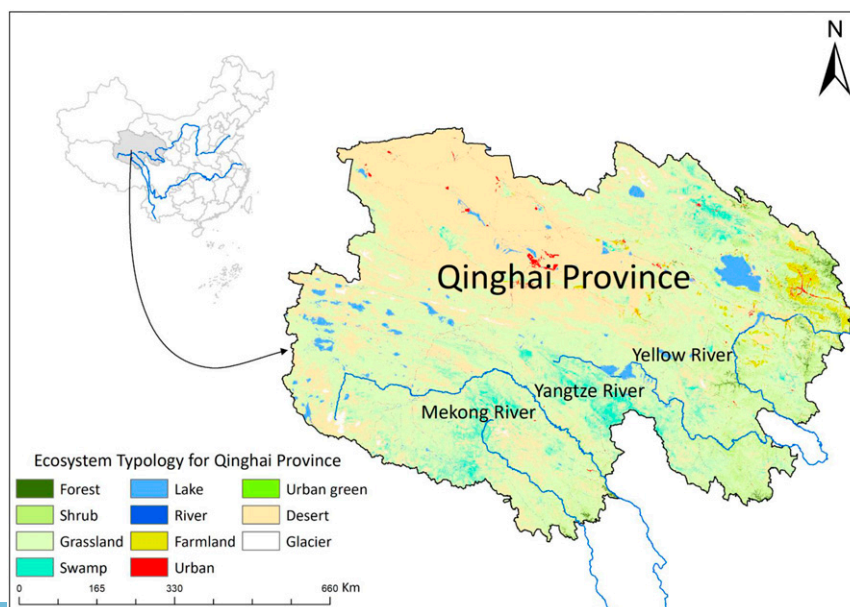 N
Qinghai Province
Yellow River
Yangtze River
Mekong River
Ecosystem Typology for Qinghai Province
Forest
Lake
Urban green
Shrub
River
Desert
Grassland
Farmland
Glacier
Swamp
Urban
0 165 330 660 Km